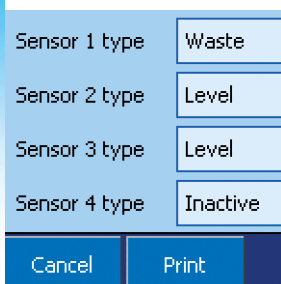 Sensor 1 type Waste
Sensor 2 type Level
Sensor 3 type Level
Sensor 4 type Inactive
Cancel Print